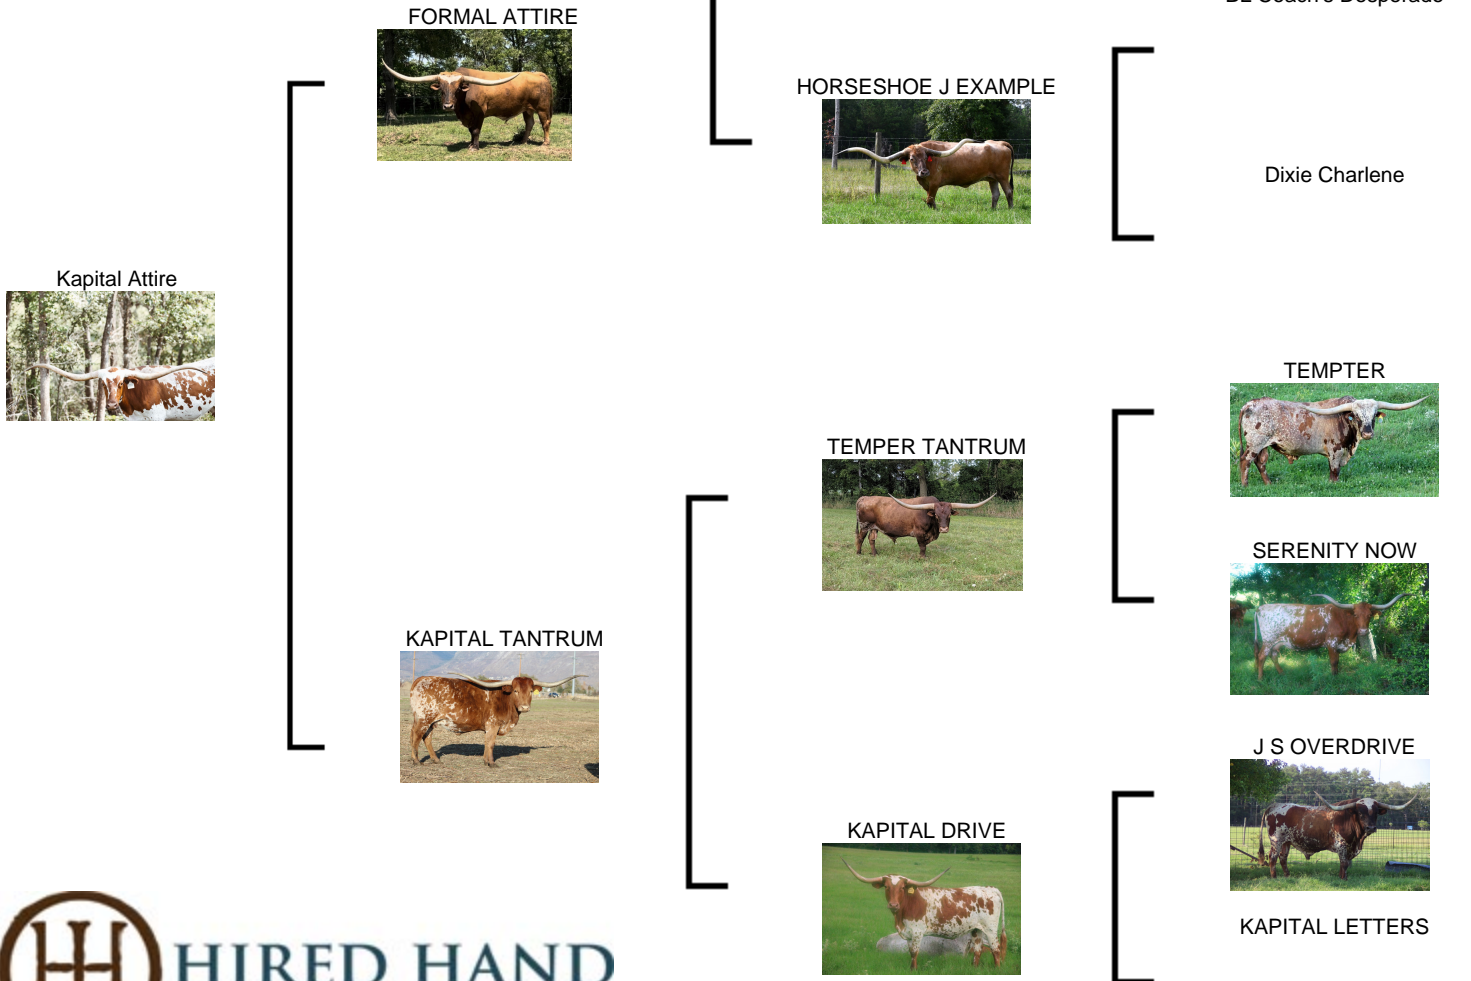 FORMAL ATTIRE
HORSESHOE J EXAMPLE
Dixie Charlene
Kapital Attire
TEMPTER
TEMPER TANTRUM
SERENITY NOW
KAPITAL TANTRUM
J S OVERDRIVE
KAPITAL DRIVE
KAPITAL LETTERS
HIRED HAND